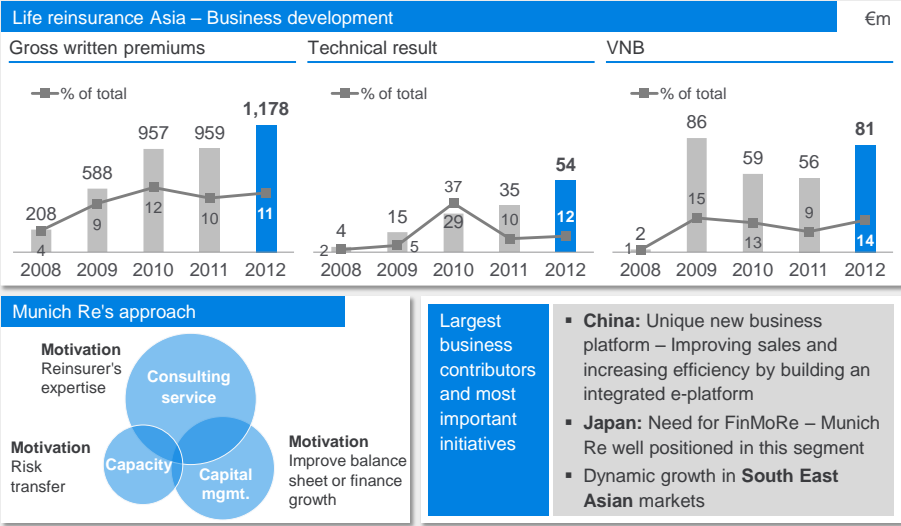 Life reinsurance Asia – Business development
€m
Gross written premiums
% of total
208
588
957
959
1,178
4
9
12
10
11
2008 2009 2010 2011 2012
Technical result
% of total
4
15
37
35
54
2
5
29
10
12
2008 2009 2010 2011 2012
VNB
% of total
2
86
59
56
81
1
15
13
9
14
2008 2009 2010 2011 2012
Munich Re's approach
Motivation
Reinsurer's
expertise
Consulting
service
Motivation
Risk
transfer
Capacity
Capital
mgmt.
Motivation
Improve balance
sheet or finance
growth
Largest
business
contributors
and most
important
initiatives
▪ China: Unique new business
platform – Improving sales and
increasing efficiency by building an
integrated e-platform
▪ Japan: Need for FinMoRe – Munich
Re well positioned in this segment
▪ Dynamic growth in South East
Asian markets